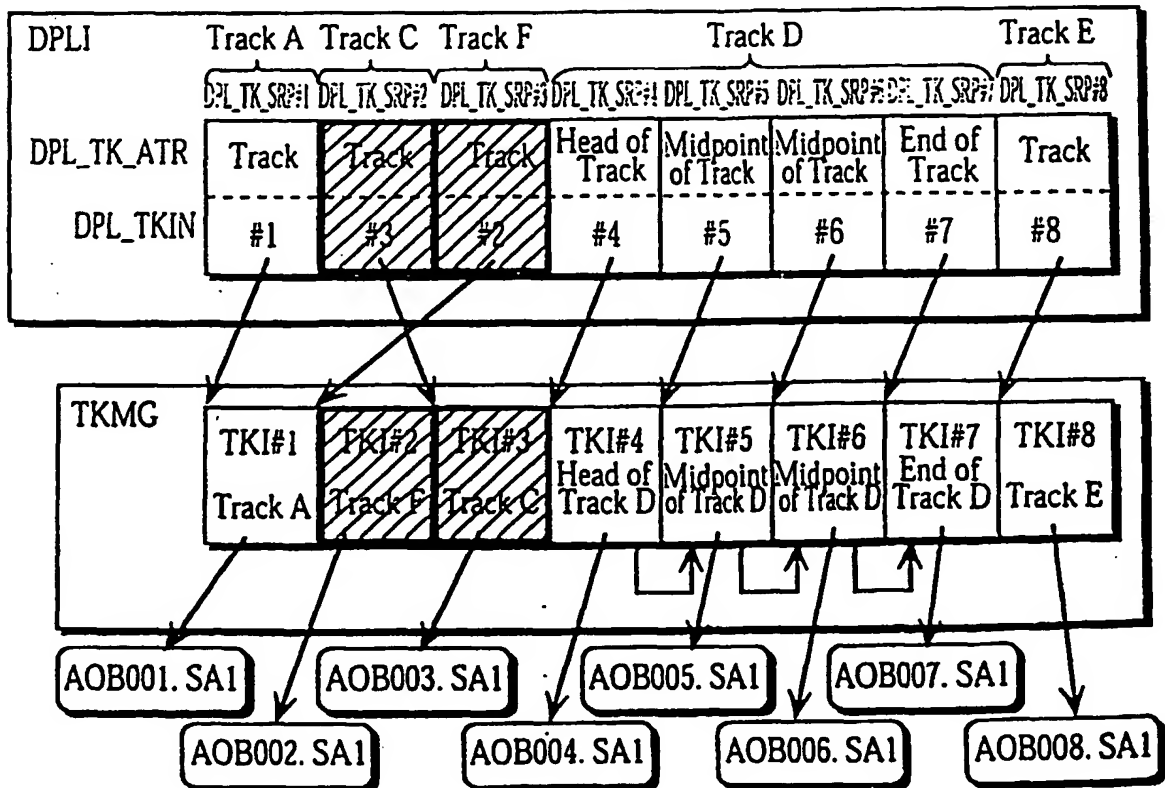 DPLI
Track A Track C Track F Track D Track E
DPL_TK_SRP#1 DPL_TK_SRP#2 DPL_TK_SRP#3 DPL_TK_SRP#4 DPL_TK_SRP#5 DPL_TK_SRP#6 DPL_TK_SRP#7 DPL_TK_SRP#8
DPL_TK_ATR
Track Track Track Head of Track Midpoint of Track Midpoint of Track End of Track Track
DPL_TKIN
#1 #3 #2 #4 #5 #6 #7 #8
TKMG
TKI#1 TKI#2 TKI#3 TKI#4 TKI#5 TKI#6 TKI#7 TKI#8
Head of Midpoint Midpoint End of
Track A Track F Track C Track D of Track D of Track D Track D Track E
AOB001. SA1 AOB003. SA1 AOB005. SA1 AOB007. SA1
AOB002. SA1 AOB004. SA1 AOB006. SA1 AOB008. SA1